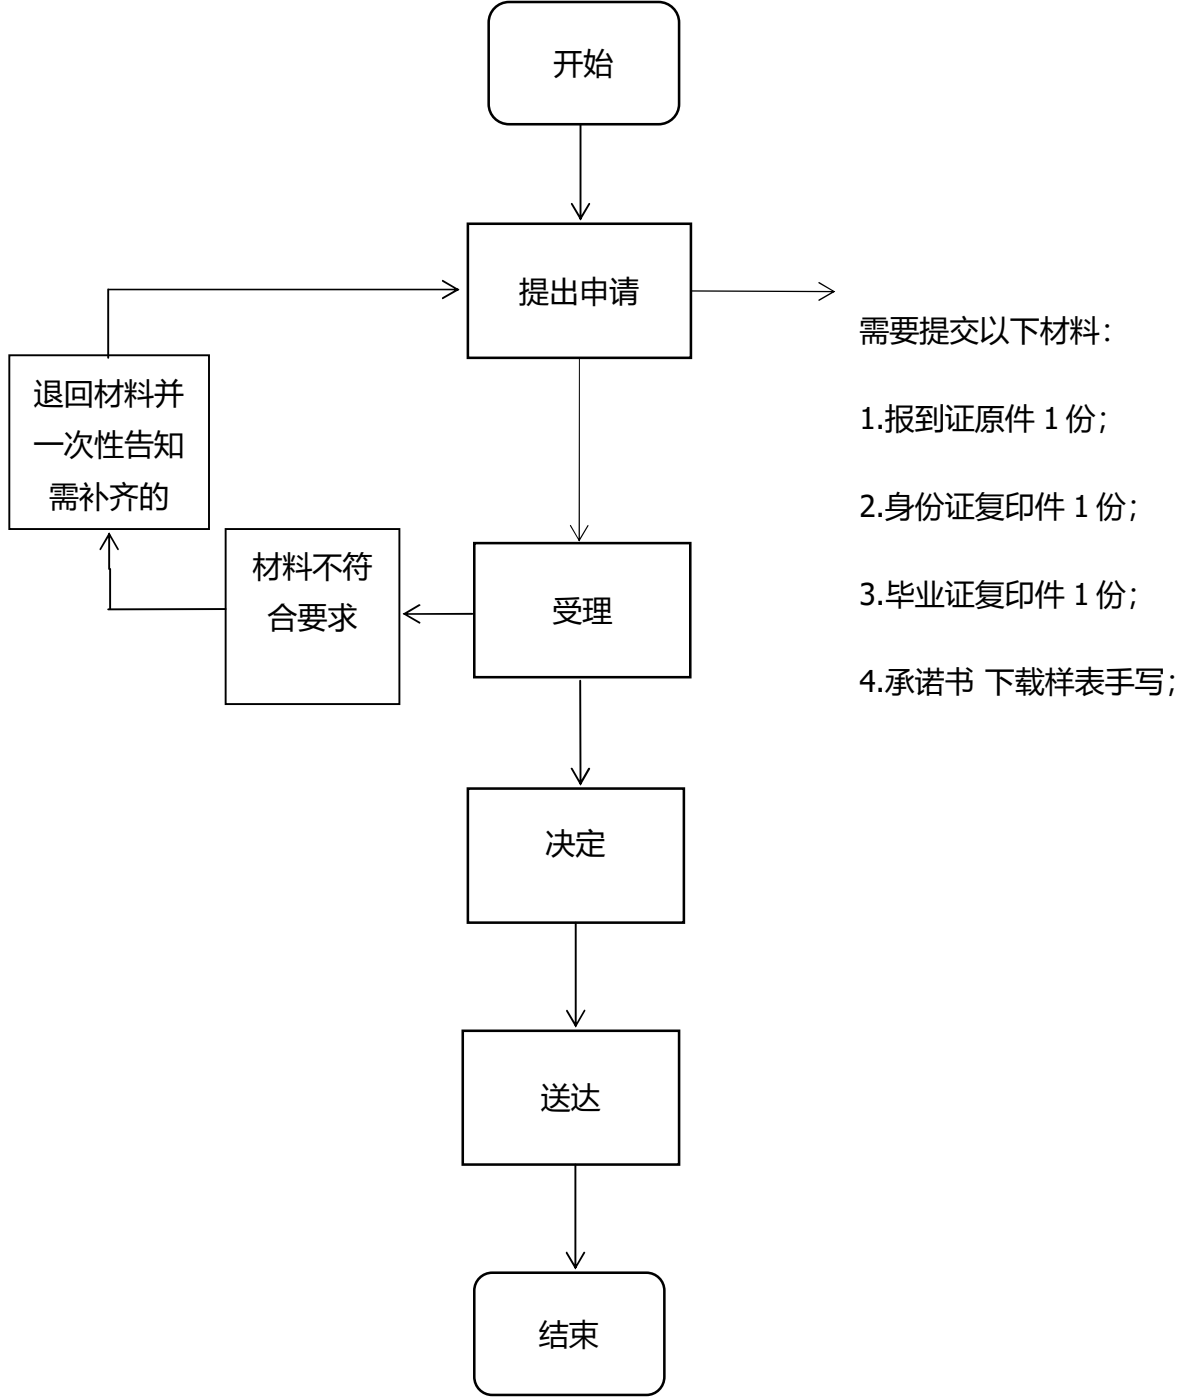 开始
提出申请
需要提交以下材料：
1.报到证原件 1 份；
2.身份证复印件 1 份；
3.毕业证复印件 1 份；
4.承诺书 下载样表手写；
退回材料并
一次性告知
需补齐的
材料不符
合要求
受理
决定
送达
结束